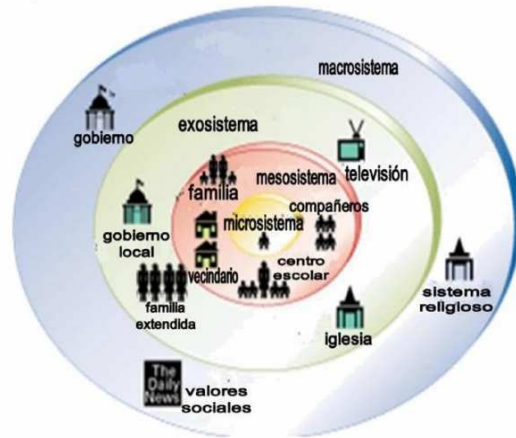 macrosistema
gobierno
exosistema
televisión
familia
mesosistema
compañeros
microsistema
gobierno
local
vecindario
centro
escolar
familia
extendida
iglesia
sistema
religioso
The
Daily
News
valores
sociales